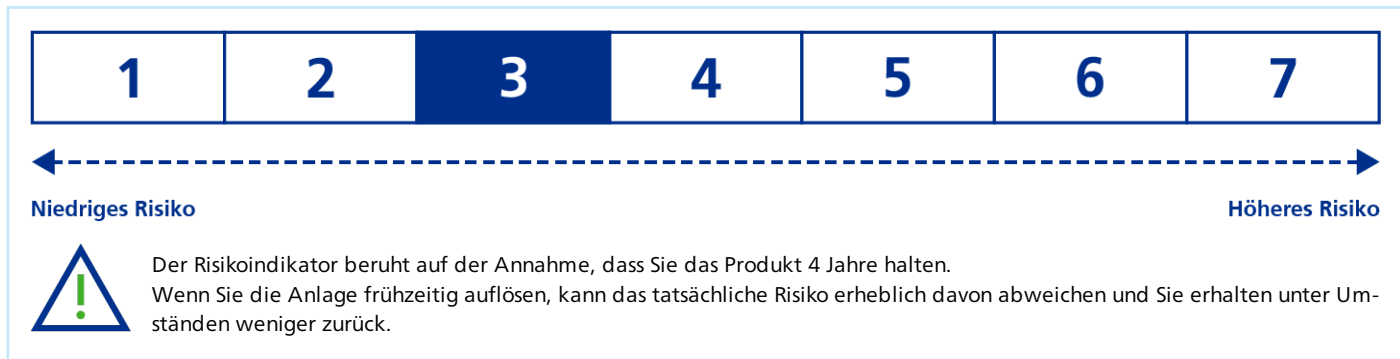 1 2 3 4 5 6 7
Niedriges Risiko Höheres Risiko
Der Risikoindikator beruht auf der Annahme, dass Sie das Produkt 4 Jahre halten.
Wenn Sie die Anlage frühzeitig auflösen, kann das tatsächliche Risiko erheblich davon abweichen und Sie erhalten unter Um-
ständen weniger zurück.